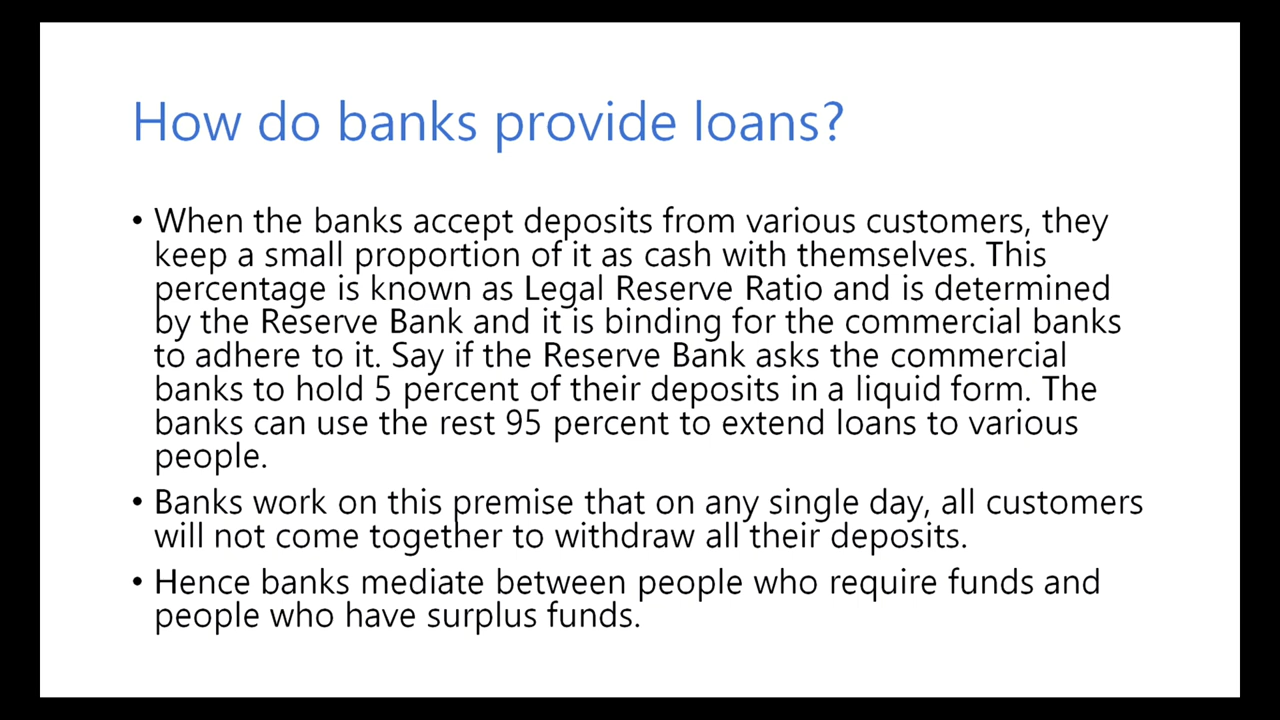 How do banks provide loans?
• When the banks accept deposits from various customers, they
keep a small proportion of it as cash with themselves. This
percentage is known as Legal Reserve Ratio and is determined
by the Reserve Bank and it is binding for the commercial banks
to adhere to it. Say if the Reserve Bank asks the commercial
banks to hold 5 percent of their deposits in a liquid form. The
banks can use the rest 95 percent to extend loans to various
people.
• Banks work on this premise that on any single day, all customers
will not come together to withdraw all their deposits.
• Hence banks mediate between people who require funds and
people who have surplus funds.